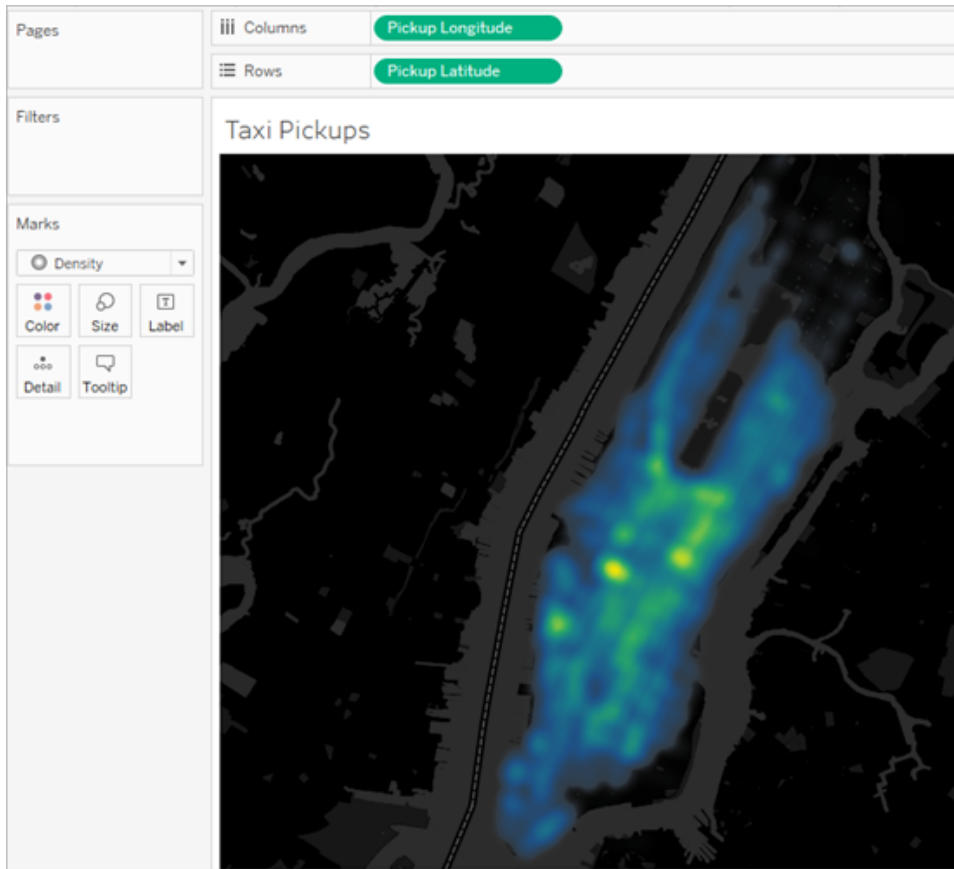 Pages
Columns Pickup Longitude
Rows Pickup Latitude
Filters
Taxi Pickups
Marks
Density
Color Size Label
Detail Tooltip